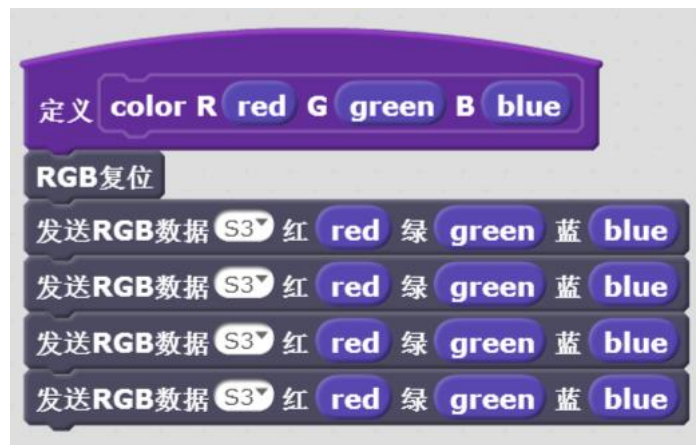 定义 color R red G green B blue
RGB复位
发送RGB数据 S3 红 red 绿 green 蓝 blue
发送RGB数据 S3 红 red 绿 green 蓝 blue
发送RGB数据 S3 红 red 绿 green 蓝 blue
发送RGB数据 S3 红 red 绿 green 蓝 blue